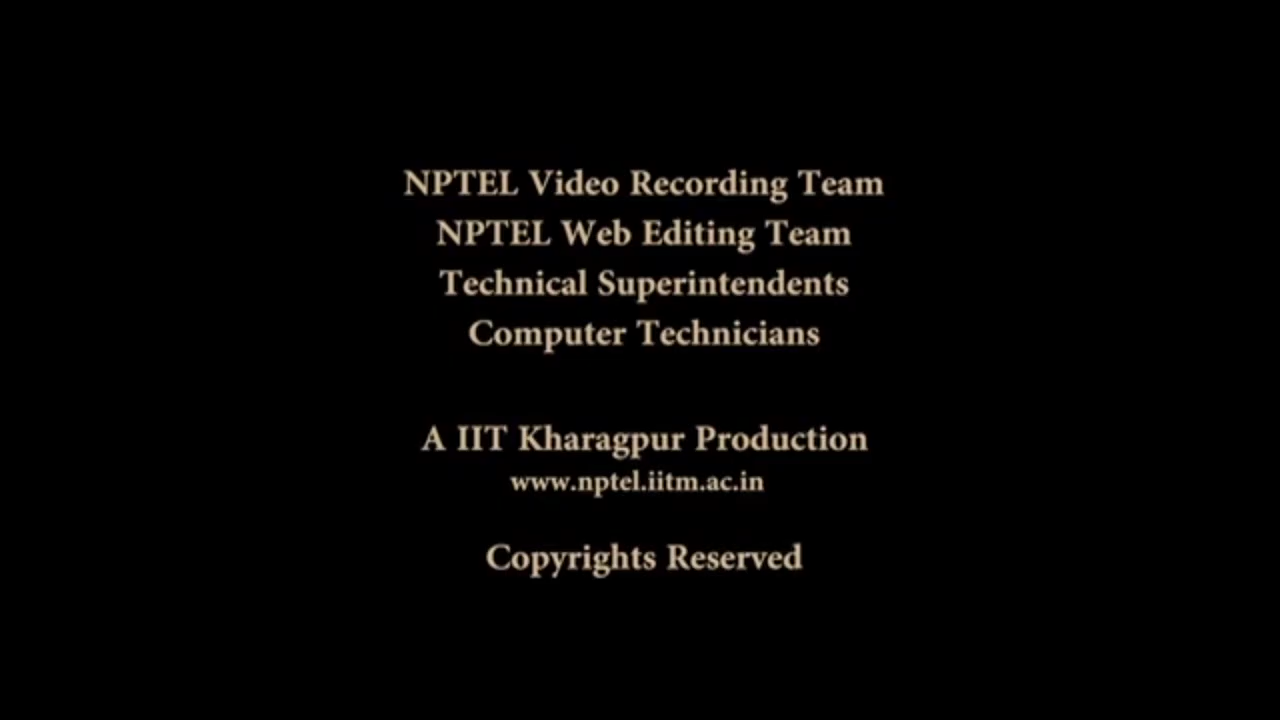 NPTEL Video Recording Team
NPTEL Web Editing Team
Technical Superintendents
Computer Technicians
A IIT Kharagpur Production
www.nptel.iitm.ac.in
Copyrights Reserved